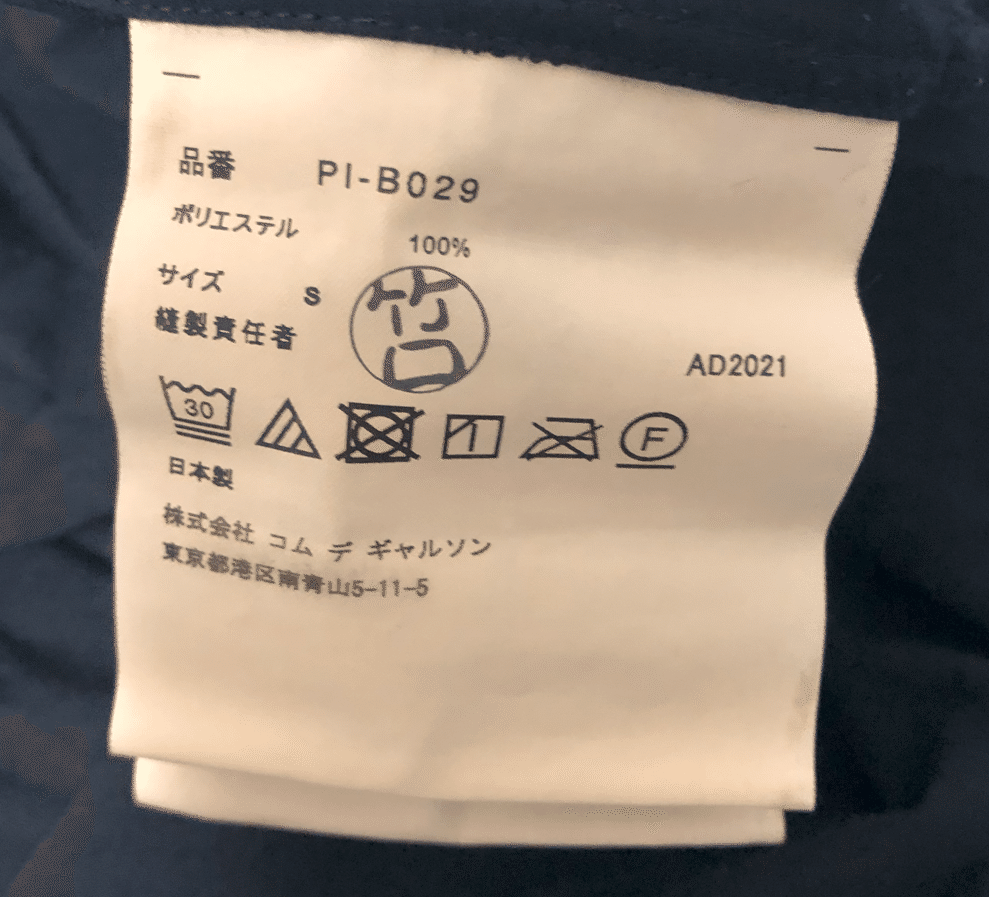 品番 PI-B029
ポリエステル 100%
サイズ S
縫製責任者 竹口
AD2021
30
F
日本製
株式会社 コム デ ギャルソン
東京都港区南青山5-11-5